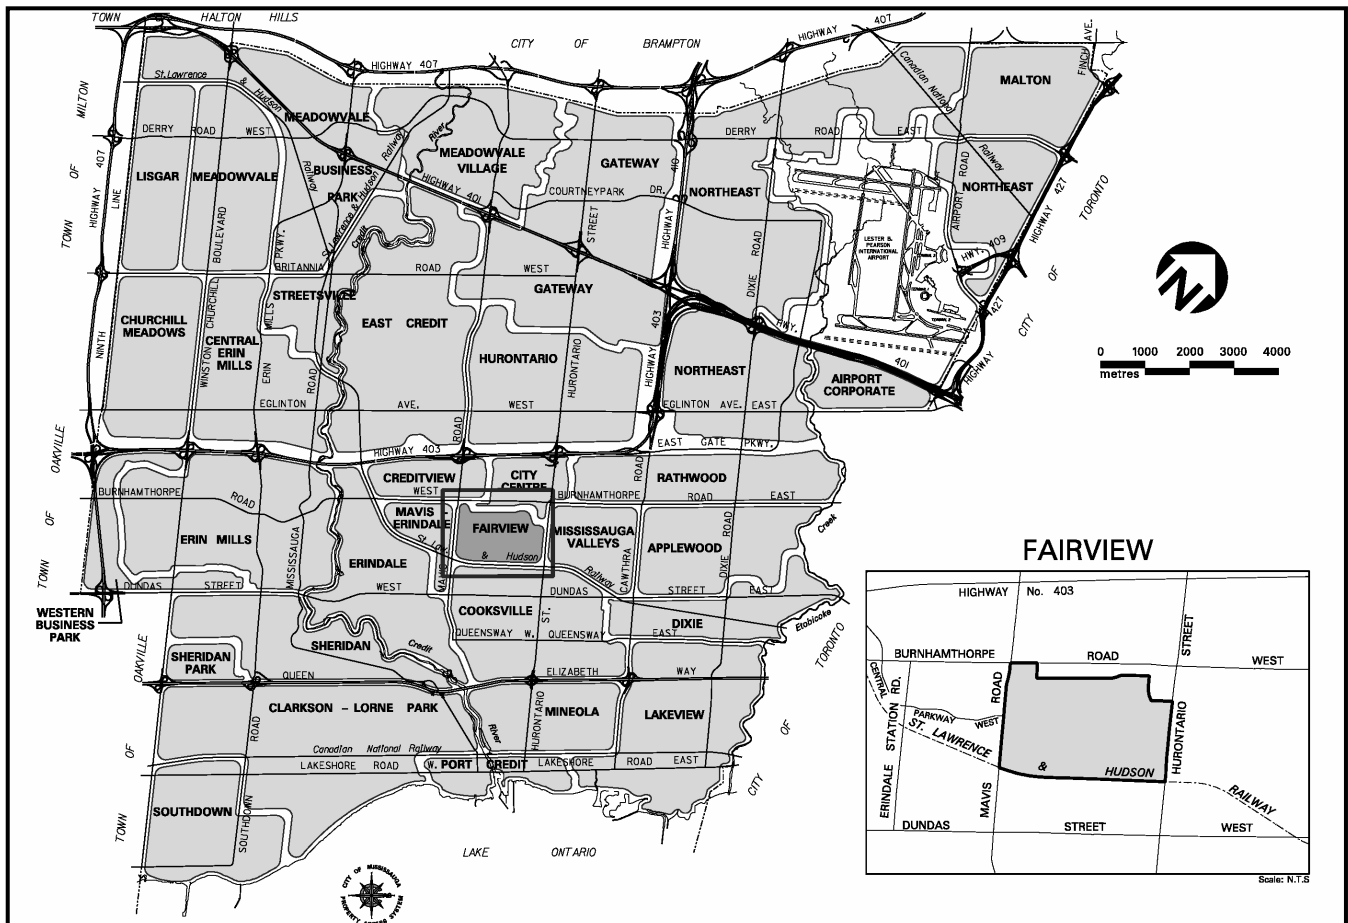 TOWN OF HALTON HILLS
CITY OF BRAMPTON
HIGHWAY 407
HIGHWAY 407
FINCH AVE.
MALTON
St. Lawrence & Hudson Railway
Canadian National Railway
TOWN OF MILTON
HIGHWAY 407
DERRY ROAD WEST
MEADOWVALE
BUSINESS
PARK
River
MEADOWVALE
VILLAGE
GATEWAY
HIGHWAY 410
DERRY ROAD EAST
LISGAR
MEADOWVALE
St. Lawrence & Hudson Railway
HIGHWAY 401
COURTNEYPARK DR.
NORTHEAST
AIRPORT ROAD
NORTHEAST
HIGHWAY 427
TORONTO
CITY OF
LINE
NINTH
BOULEVARD
WINSTON CHURCHILL
PKWY.
ERIN MILLS
Credit
STREET
HURONTARIO
DIXIE ROAD
LESTER B.
PEARSON
INTERNATIONAL
AIRPORT
HWY. 409
BRITANNIA ROAD WEST
STREETSVILLE
GATEWAY
CHURCHILL
MEADOWS
CENTRAL
ERIN
MILLS
EAST CREDIT
HURONTARIO
HIGHWAY 403
HWY. 401
HIGHWAY 427
NORTHEAST
AIRPORT
CORPORATE
0 1000 2000 3000 4000
metres
EGLINTON AVE. WEST
EGLINTON AVE. EAST
ROAD
ROAD
HIGHWAY 403
EAST GATE PKWY.
TOWN OF OAKVILLE
CREDITVIEW
CITY
CENTRE
RATHWOOD
BURNHAMTHORPE ROAD
WEST
BURNHAMTHORPE ROAD EAST
MAVIS -
ERINDALE
FAIRVIEW
MISSISSAUGA
VALLEYS
APPLEWOOD
ERIN MILLS
MISSISSAUGA
ERINDALE
St. Law
& Hudson
Railway
MAVIS
CAWTHRA
ROAD
DIXIE ROAD
Creek
Etobicoke
DUNDAS STREET WEST
DUNDAS STREET EAST
WESTERN
BUSINESS
PARK
COOKSVILLE
ST.
DIXIE
QUEENSWAY W.
QUEENSWAY EAST
SHERIDAN
Credit
River
SHERIDAN
PARK
OAKVILLE
TOWN OF
TORONTO
CITY OF
QUEEN ELIZABETH WAY
CLARKSON – LORNE PARK
MINEOLA
LAKEVIEW
HURONTARIO
Canadian National Railway
LAKESHORE ROAD
W. PORT CREDIT
LAKESHORE ROAD EAST
SOUTHDOWN
SOUTHDOWN ROAD
LAKE ONTARIO
CITY OF MISSISSAUGA
PROPERTY ACCESS SYSTEM
N
FAIRVIEW
HIGHWAY No. 403
BURNHAMTHORPE ROAD WEST
STREET
HURONTARIO
CENTRAL
PARKWAY WEST
ERINDALE STATION RD.
MAVIS ROAD
ST. LAWRENCE & HUDSON RAILWAY
DUNDAS STREET WEST
Scale: N.T.S